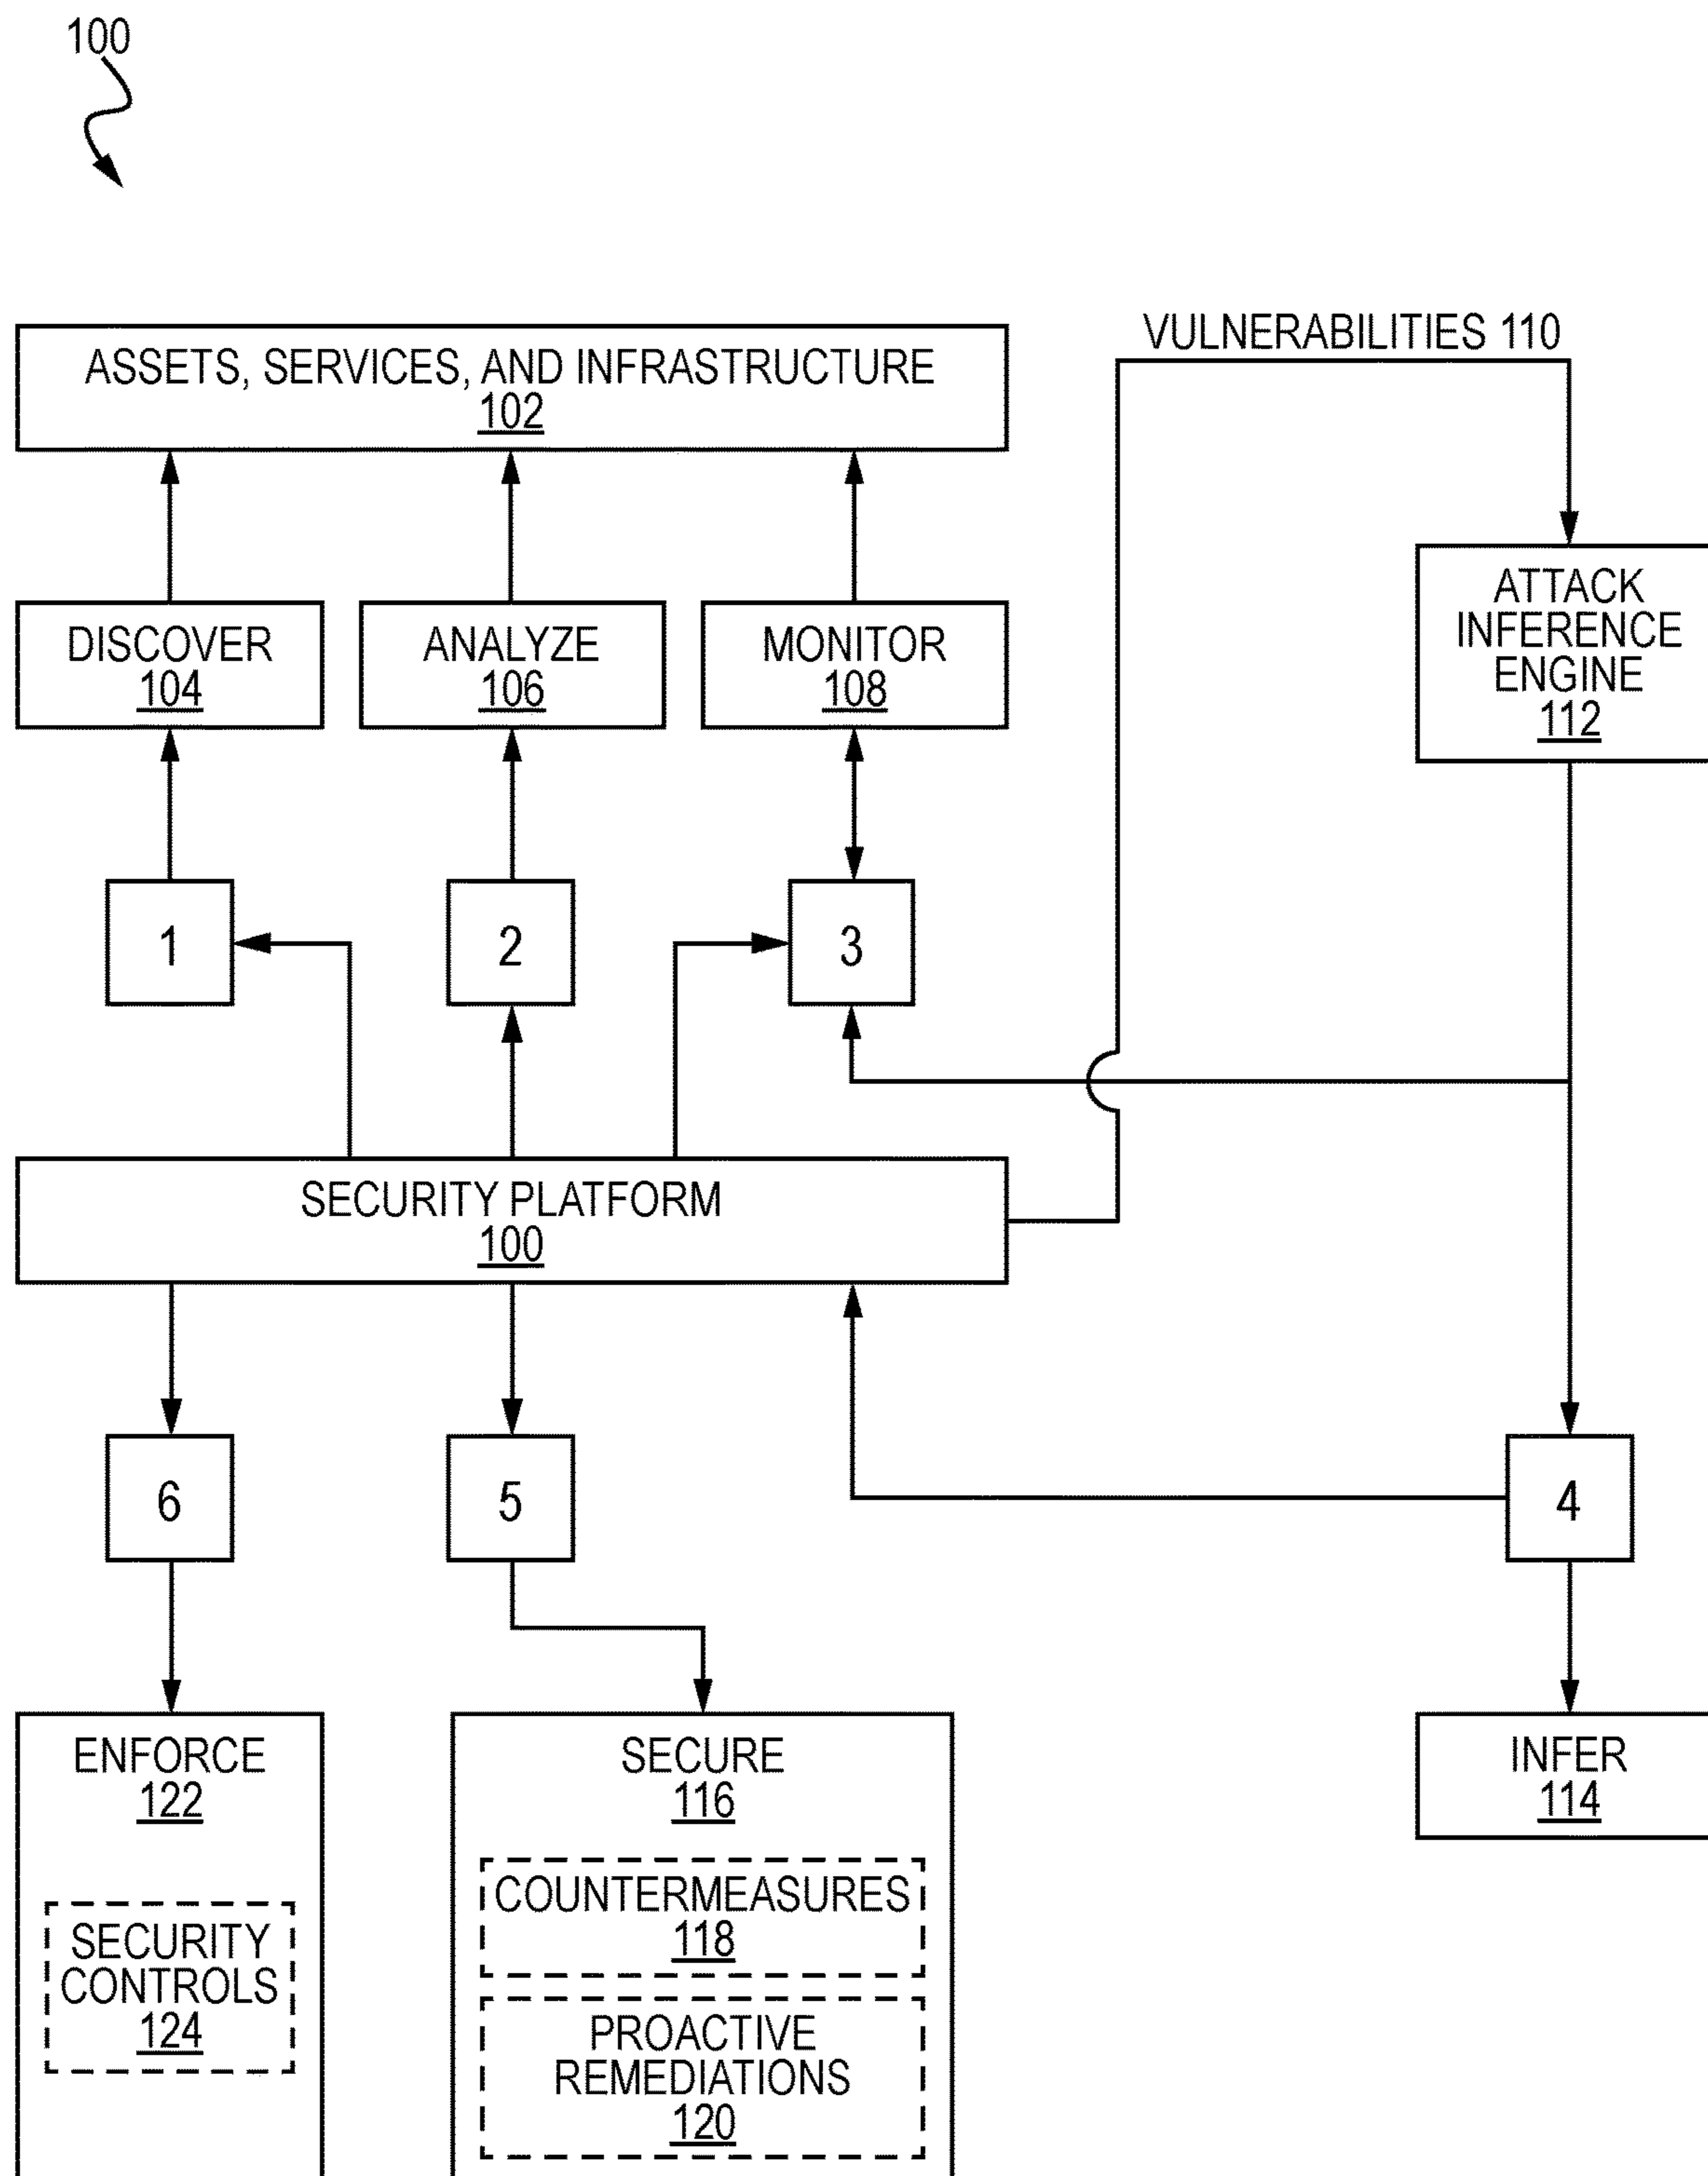 100
VULNERABILITIES 110
ASSETS, SERVICES, AND INFRASTRUCTURE
102
ATTACK
INFERENCE
ENGINE
112
DISCOVER
104
ANALYZE
106
MONITOR
108
1
2
3
SECURITY PLATFORM
100
6
5
4
ENFORCE
122
SECURITY
CONTROLS
124
SECURE
116
COUNTERMEASURES
118
PROACTIVE
REMEDIATIONS
120
INFER
114